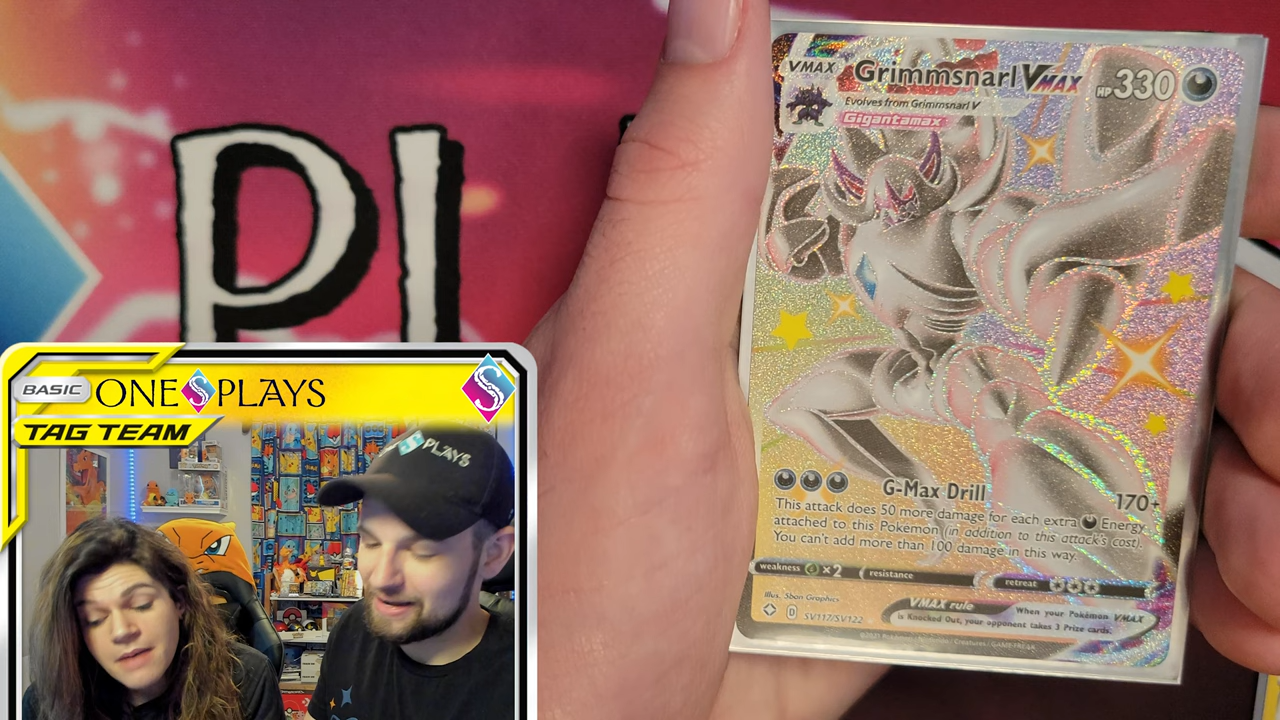 PI
VMAX Grimmsnarl VMAX HP 330
Evolves from Grimmsnarl V
Gigantamax
G-Max Drill 170+
This attack does 50 more damage for each extra Energy
attached to this Pokémon (in addition to this attack's cost).
You can't add more than 100 damage in this way.
weakness ×2 resistance retreat
Illus. 5ban Graphics
VMAX rule
When your Pokémon VMAX
is Knocked Out, your opponent takes 3 Prize cards.
D SV117/SV122
BASIC ONE S PLAYS S
TAG TEAM
PLAYS